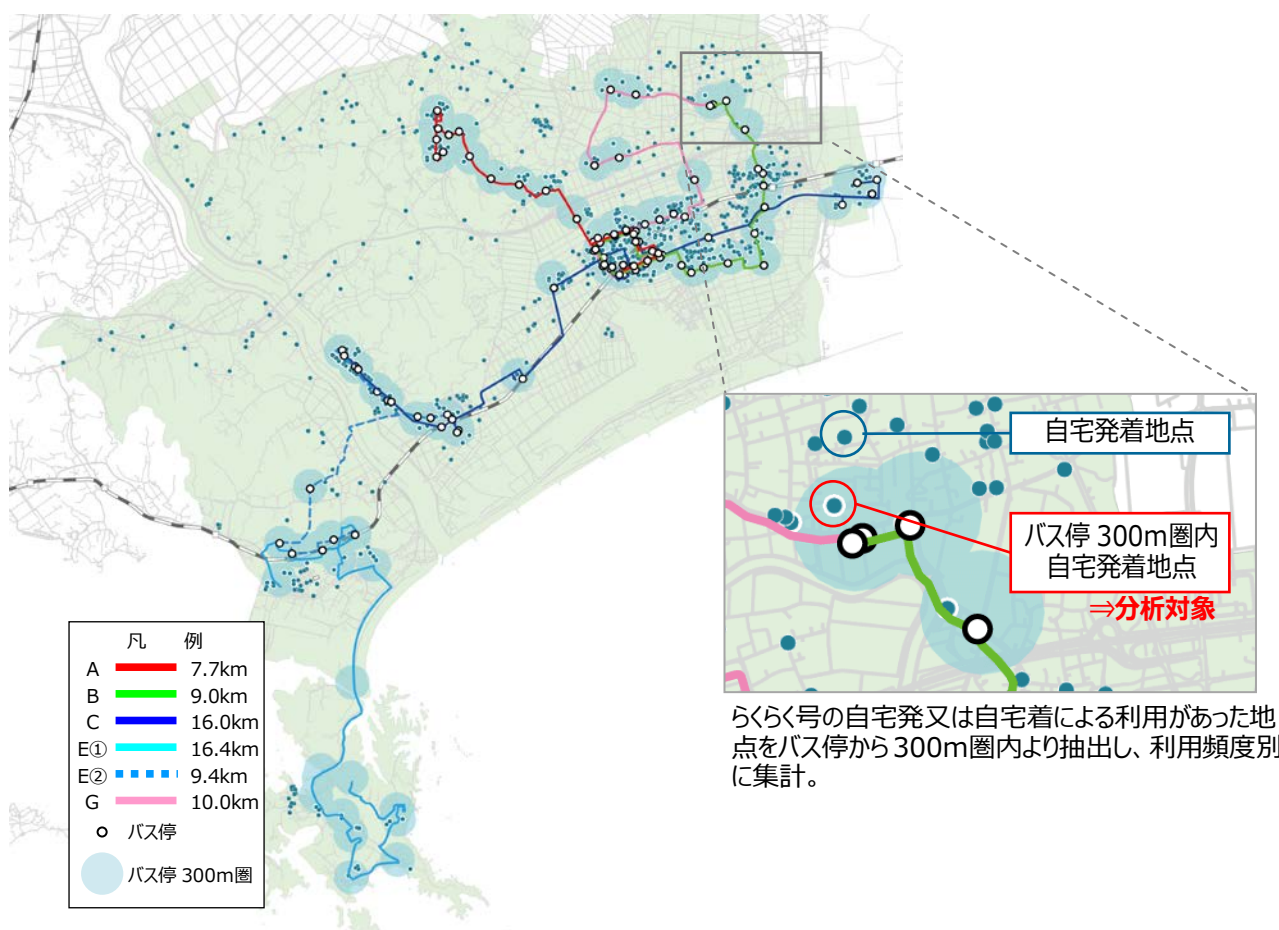 自宅発着地点
バス停 300m圏内
自宅発着地点
⇒分析対象
らくらく号の自宅発又は自宅着による利用があった地
点をバス停から300m圏内より抽出し、利用頻度別
に集計。
凡 例
A 7.7km
B 9.0km
C 16.0km
E① 16.4km
E② 9.4km
G 10.0km
バス停
バス停 300m圏